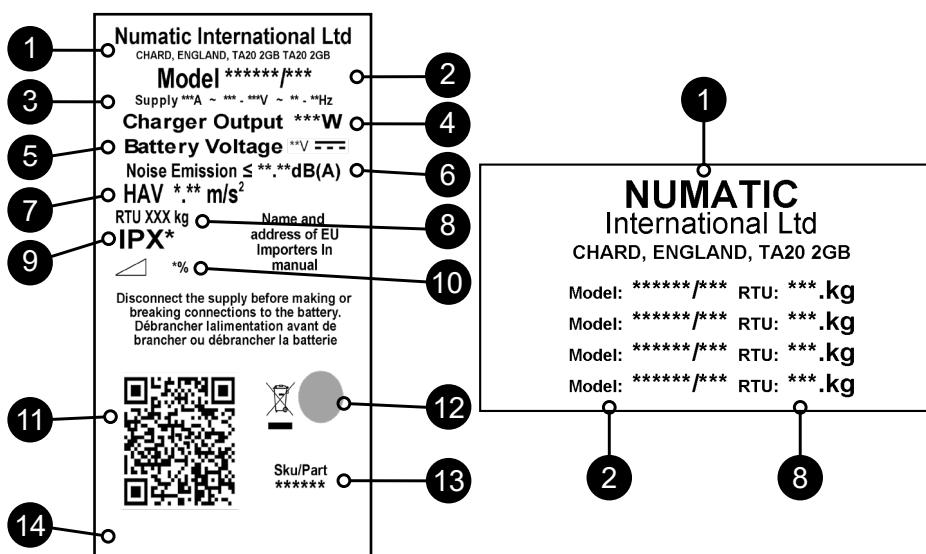 Numatic International Ltd
CHARD, ENGLAND, TA20 2GB TA20 2GB
Model ******/***
Supply ***A ~ *** - ***V ~ ** - **Hz
Charger Output ***W
Battery Voltage **V
Noise Emission ≤ **.**dB(A)
HAV *.** m/s²
RTU XXX kg
IPX*
Name and
address of EU
Importers In
manual
*%
Disconnect the supply before making or
breaking connections to the battery.
Débrancher lalimentation avant de
brancher ou débrancher la batterie
Sku/Part
******
1
2
3
4
5
6
7
8
9
10
11
12
13
14
1
NUMATIC
International Ltd
CHARD, ENGLAND, TA20 2GB
Model: ******/*** RTU: ***.kg
Model: ******/*** RTU: ***.kg
Model: ******/*** RTU: ***.kg
Model: ******/*** RTU: ***.kg
2
8